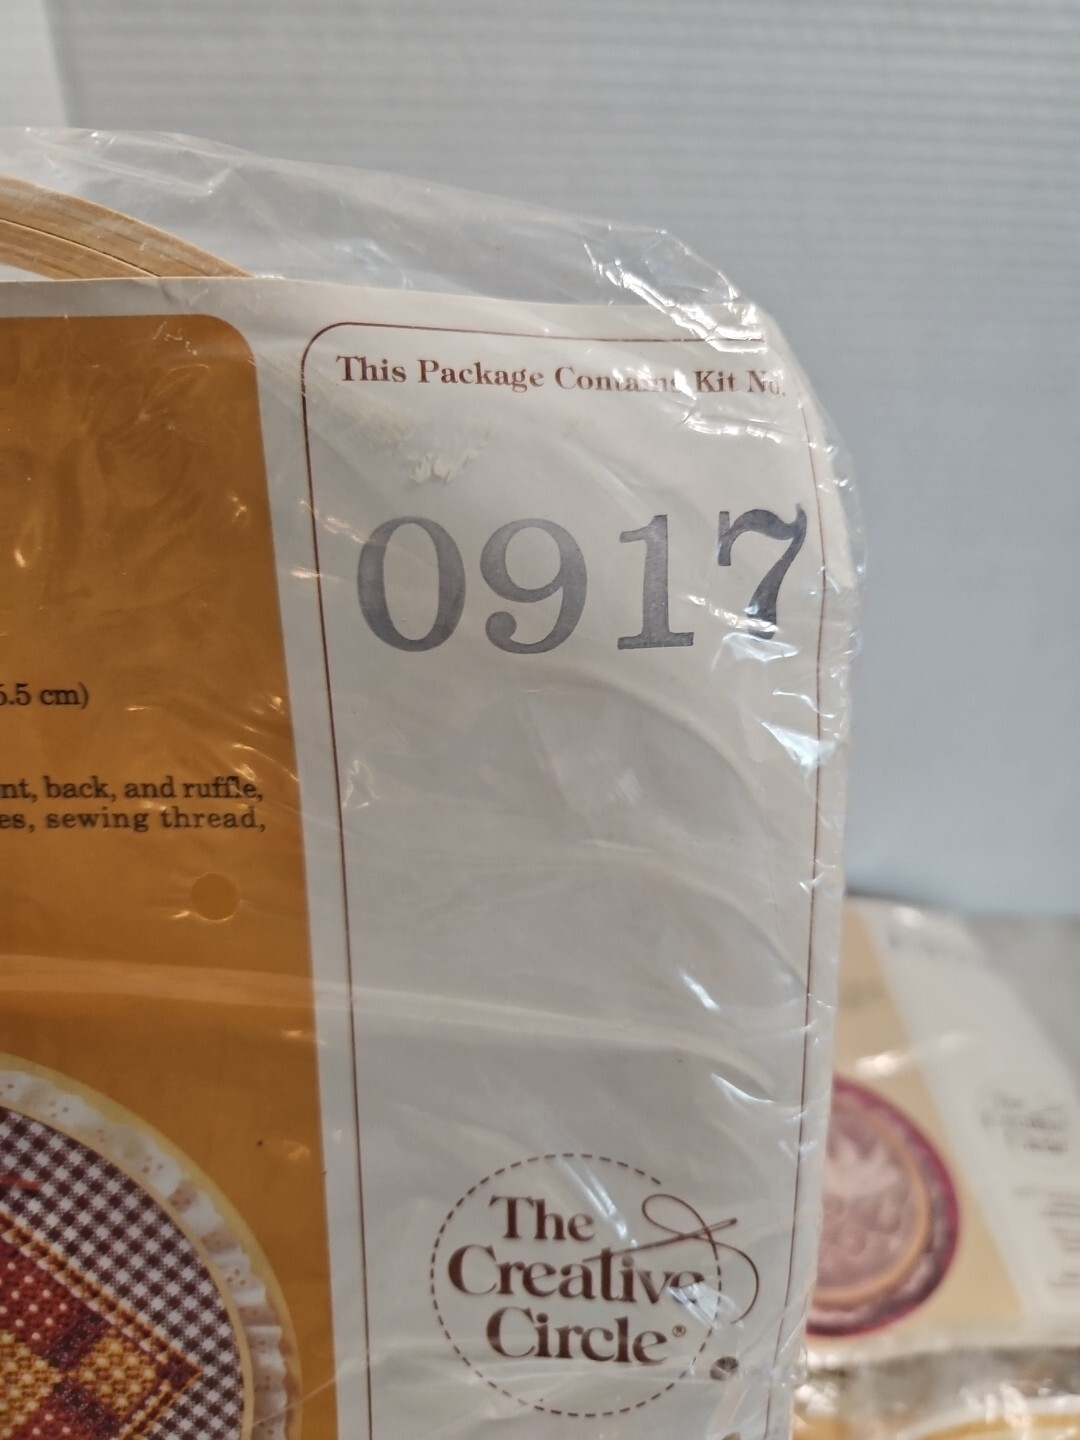 This Package Contains Kit No.
0917
5.5 cm)
nt, back, and ruffle,
es, sewing thread,
The
Creative
Circle®